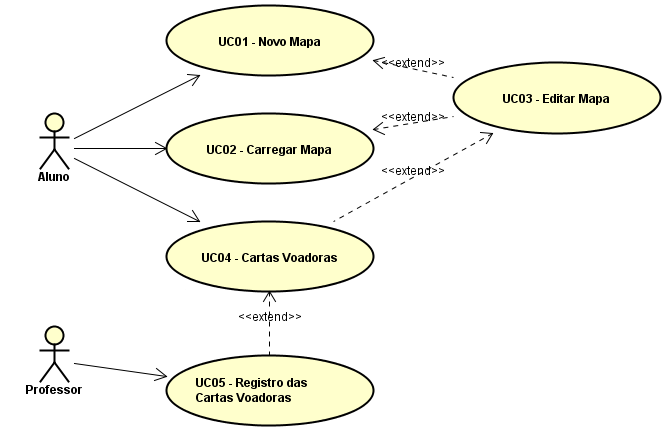 UC01 - Novo Mapa
<<extend>>
UC03 - Editar Mapa
<<extend>>
UC02 - Carregar Mapa
<<extend>>
Aluno
UC04 - Cartas Voadoras
<<extend>>
Professor
UC05 - Registro das
Cartas Voadoras